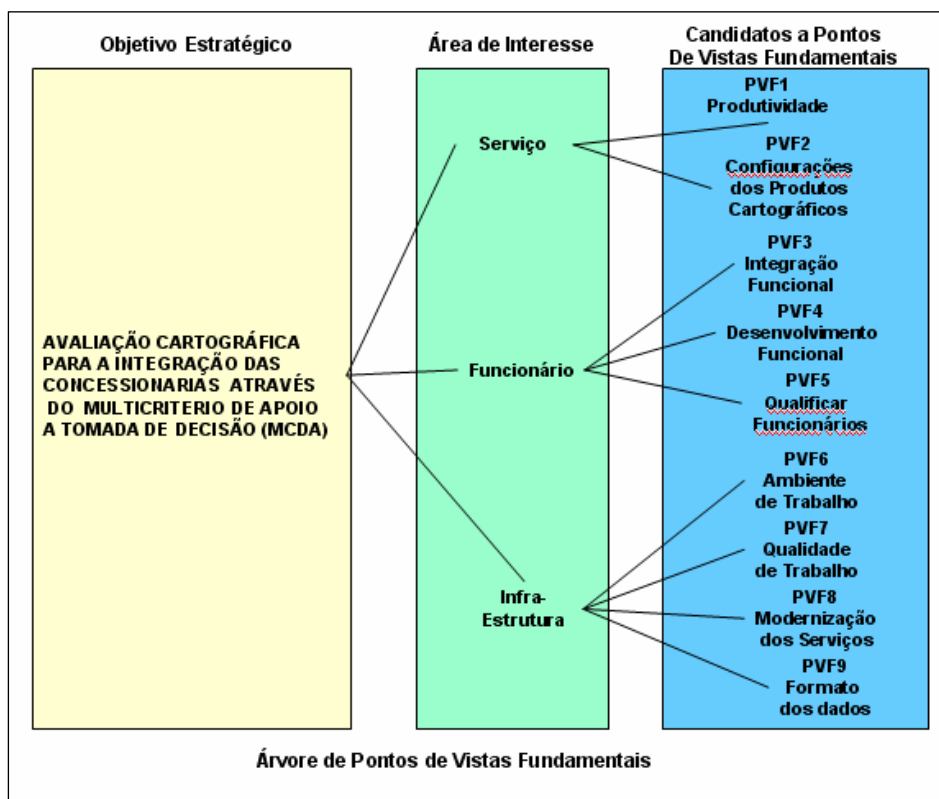 Objetivo Estratégico
Área de Interesse
Candidatos a Pontos
De Vistas Fundamentais
AVALIAÇÃO CARTOGRÁFICA
PARA A INTEGRAÇÃO DAS
CONCESSIONARIAS ATRAVÉS
DO MULTICRITERIO DE APOIO
A TOMADA DE DECISÃO (MCDA)
Serviço
Funcionário
Infra-
Estrutura
PVF1
Produtividade
PVF2
Configurações
dos Produtos
Cartográficos
PVF3
Integração
Funcional
PVF4
Desenvolvimento
Funcional
PVF5
Qualificar
Funcionários
PVF6
Ambiente
de Trabalho
PVF7
Qualidade
de Trabalho
PVF8
Modernização
dos Serviços
PVF9
Formato
dos dados
Árvore de Pontos de Vistas Fundamentais